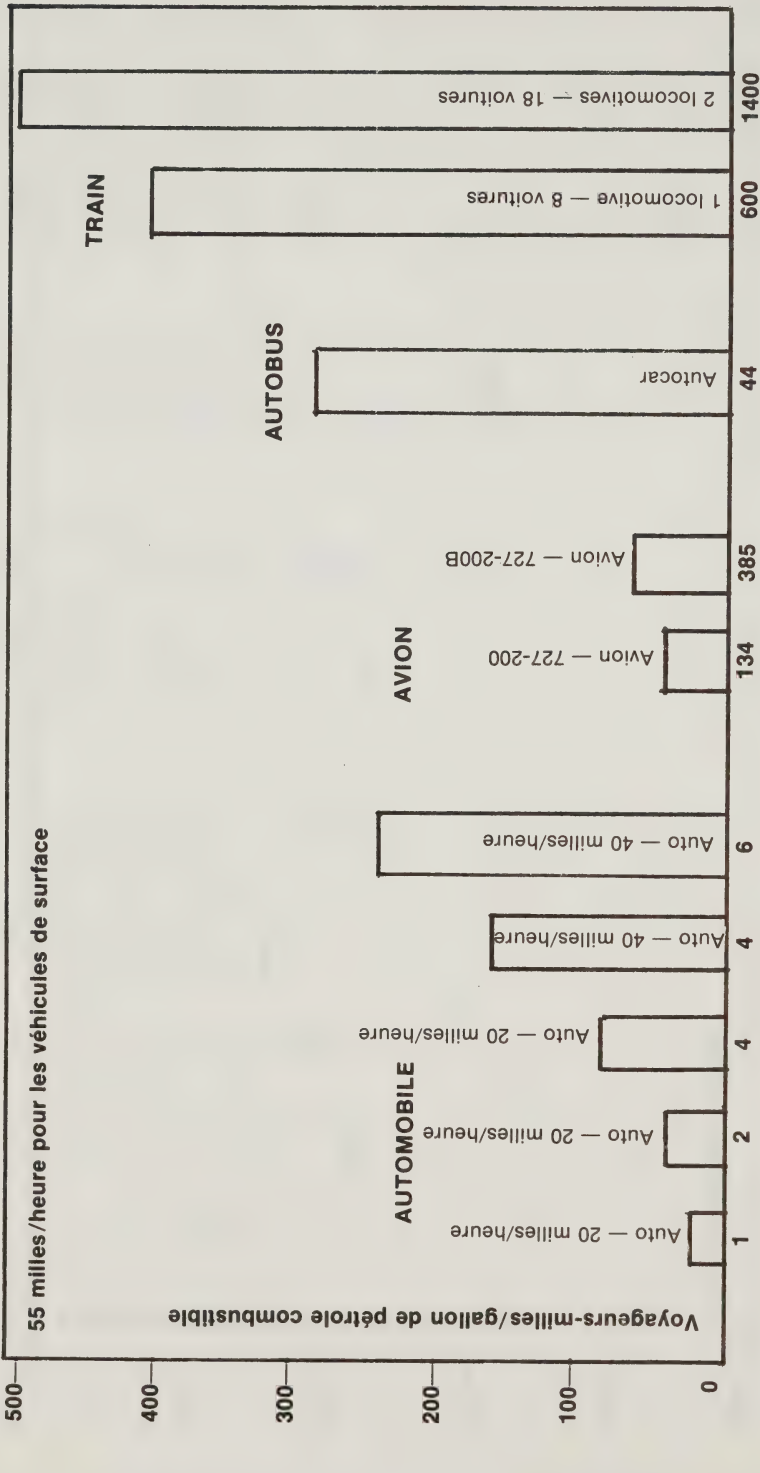 55 milles/heure pour les véhicules de surface
Voyageurs-milles/gallon de pétrole combustible
500
400
300
200
100
0
AUTOMOBILE
Auto — 20 milles/heure
1
Auto — 20 milles/heure
2
Auto — 20 milles/heure
4
Auto — 40 milles/heure
4
Auto — 40 milles/heure
6
AVION
Avion — 727-200
134
Avion — 727-200B
385
AUTOBUS
Autocar
44
TRAIN
1 locomotive — 8 voitures
600
2 locomotives — 18 voitures
1400